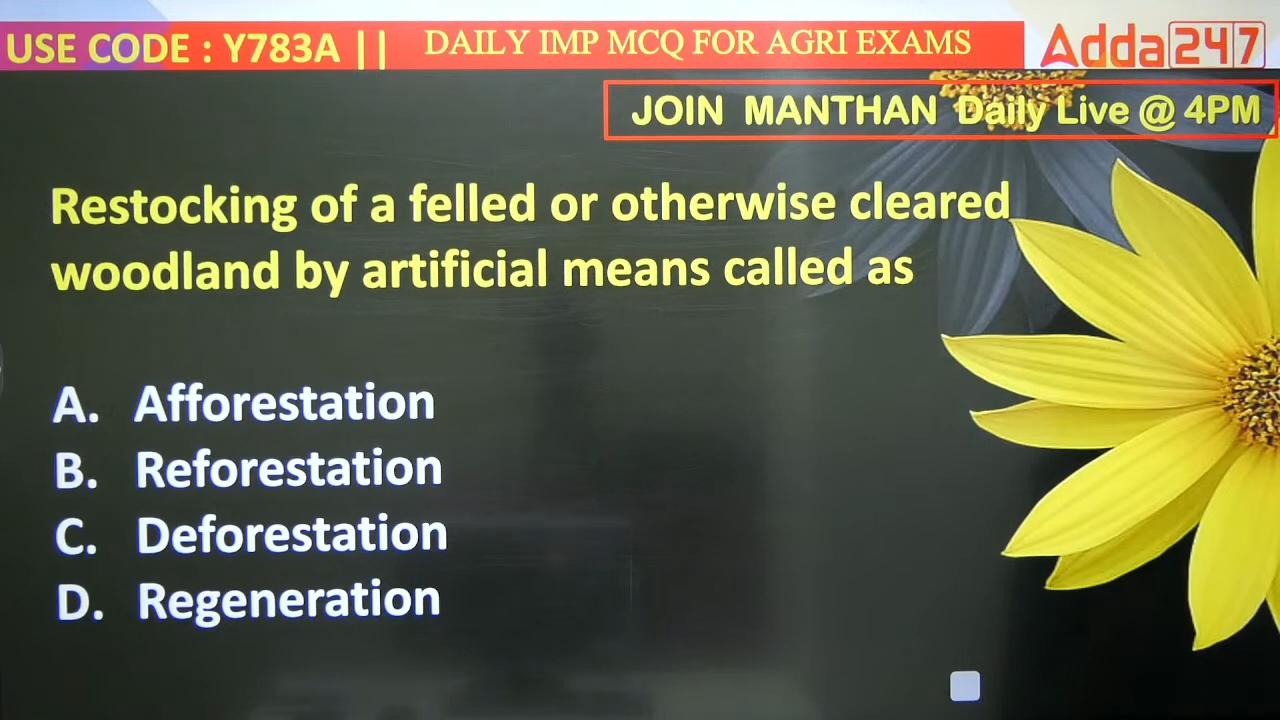 USE CODE : Y783A || DAILY IMP MCQ FOR AGRI EXAMS Adda247
JOIN MANTHAN Daily Live @ 4PM
Restocking of a felled or otherwise cleared
woodland by artificial means called as
A. Afforestation
B. Reforestation
C. Deforestation
D. Regeneration